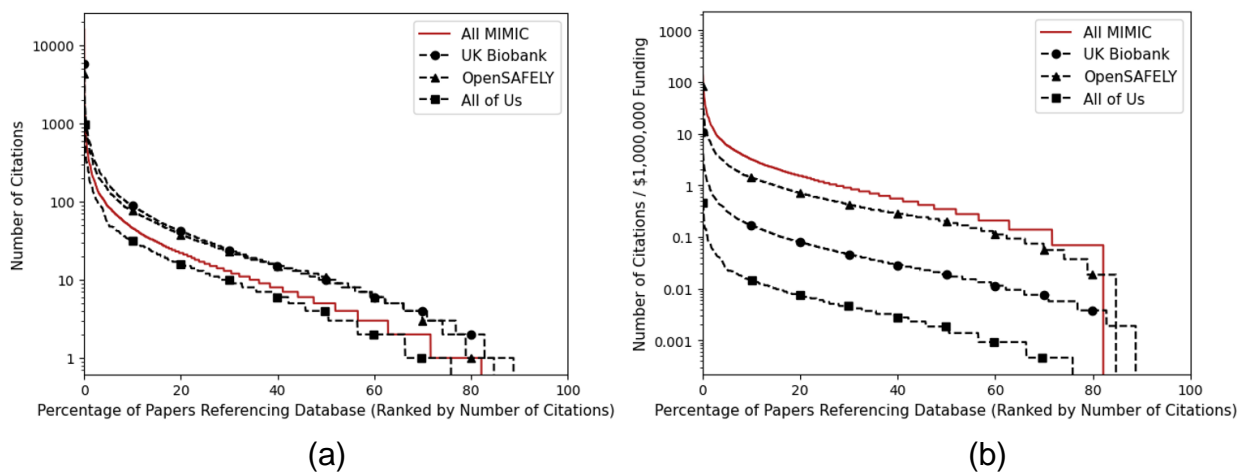 All MIMIC
UK Biobank
OpenSAFELY
All of Us
10000
1000
100
10
1
Number of Citations
0 20 40 60 80 100
Percentage of Papers Referencing Database (Ranked by Number of Citations)
(a)
All MIMIC
UK Biobank
OpenSAFELY
All of Us
1000
100
10
1
0.1
0.01
0.001
Number of Citations / $1,000,000 Funding
0 20 40 60 80 100
Percentage of Papers Referencing Database (Ranked by Number of Citations)
(b)